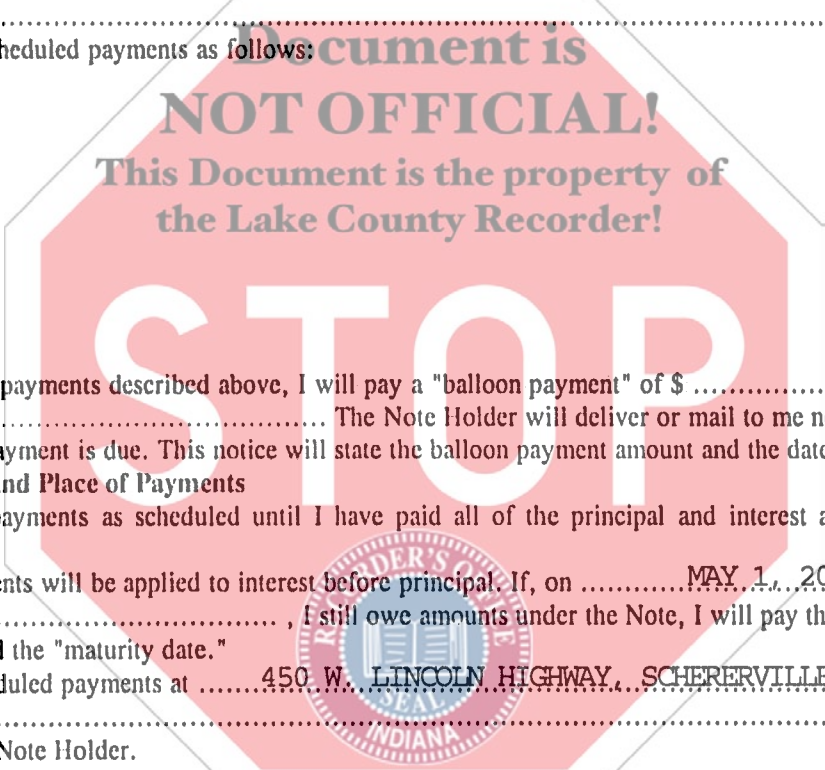 heduled payments as follows:
Document is
NOT OFFICIAL!
This Document is the property of
the Lake County Recorder!
STOP
payments described above, I will pay a "balloon payment" of $ ..............
.................................... The Note Holder will deliver or mail to me n
ayment is due. This notice will state the balloon payment amount and the date
nd Place of Payments
ayments as scheduled until I have paid all of the principal and interest a
nts will be applied to interest before principal. If, on ............MAY 1, 20
.............................. , I still owe amounts under the Note, I will pay th
the "maturity date."
duled payments at .......450 W. LINCOLN HIGHWAY, SCHERERVILLE
Note Holder.
RECORDER'S OFFICE
SEAL
INDIANA